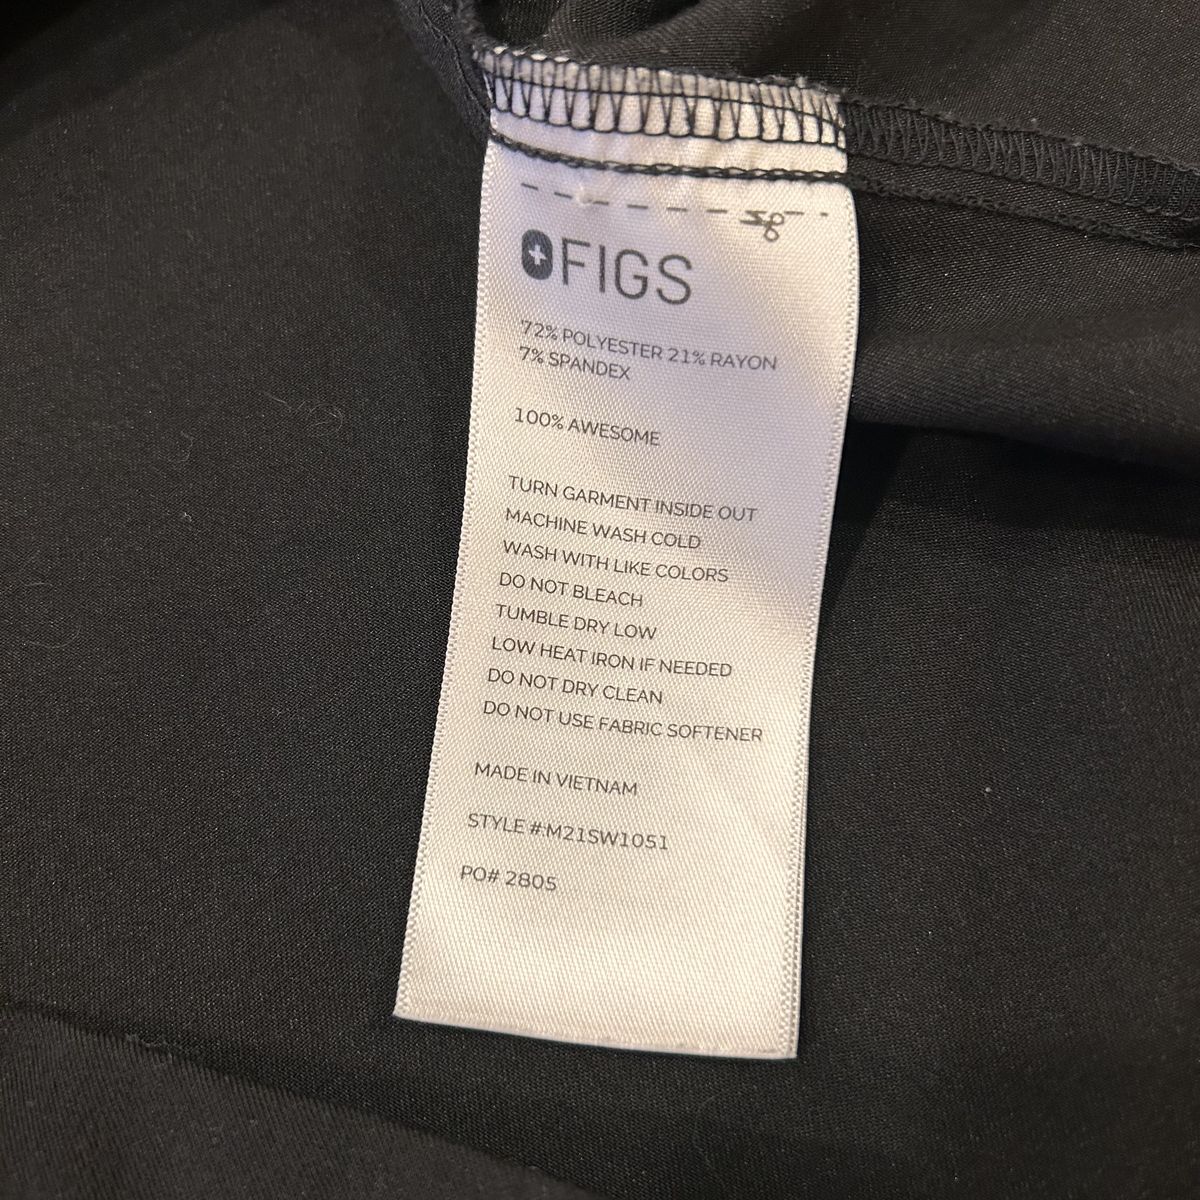 FIGS
72% POLYESTER 21% RAYON
7% SPANDEX
100% AWESOME
TURN GARMENT INSIDE OUT
MACHINE WASH COLD
WASH WITH LIKE COLORS
DO NOT BLEACH
TUMBLE DRY LOW
LOW HEAT IRON IF NEEDED
DO NOT DRY CLEAN
DO NOT USE FABRIC SOFTENER
MADE IN VIETNAM
STYLE #:M21SW1051
PO# 2805